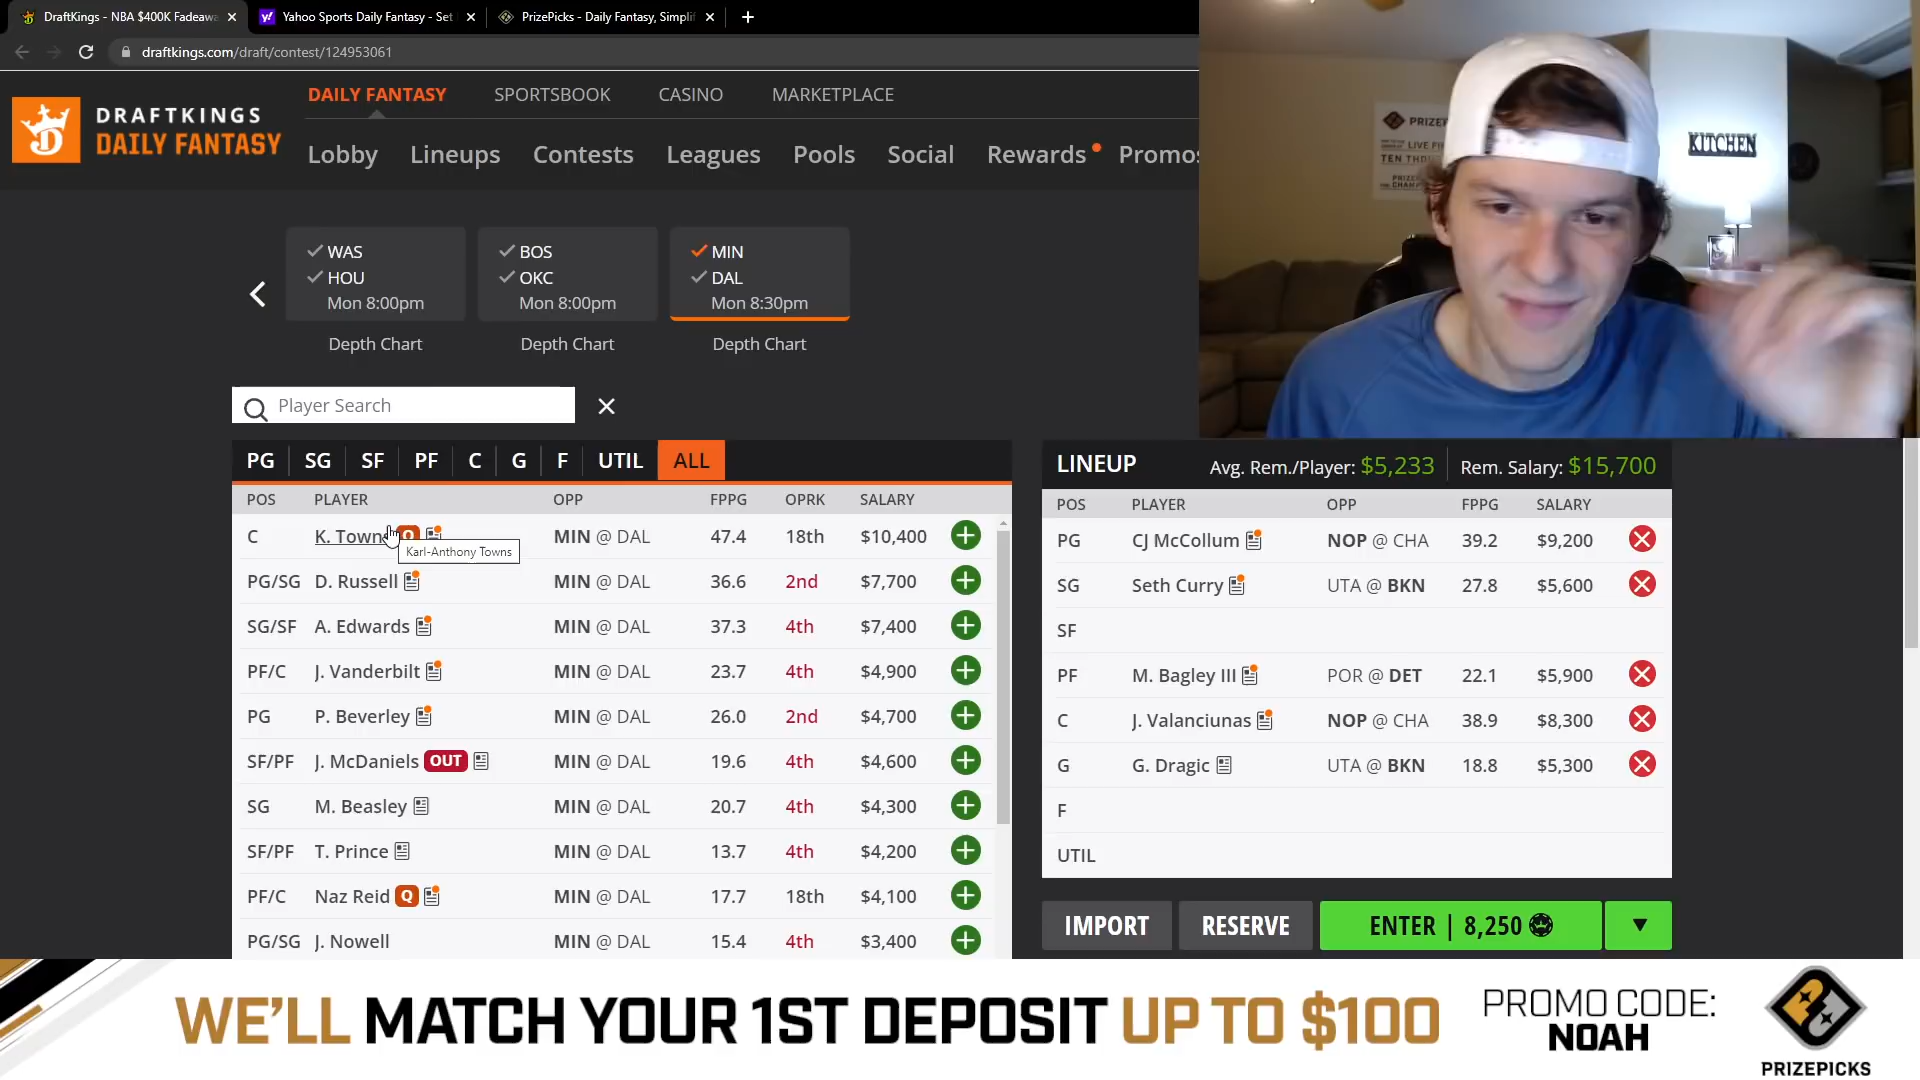 DraftKings - NBA $400K Fadeawa
Yahoo Sports Daily Fantasy - Set
PrizePicks - Daily Fantasy, Simplif
draftkings.com/draft/contest/124953061
DRAFTKINGS
DAILY FANTASY
DAILY FANTASY SPORTSBOOK CASINO MARKETPLACE
Lobby Lineups Contests Leagues Pools Social Rewards Promos
WAS
HOU
Mon 8:00pm
Depth Chart
BOS
OKC
Mon 8:00pm
Depth Chart
MIN
DAL
Mon 8:30pm
Depth Chart
Player Search
PG SG SF PF C G F UTIL ALL
POS PLAYER OPP FPPG OPRK SALARY
C K. Towns Q MIN @ DAL 47.4 18th $10,400
Karl-Anthony Towns
PG/SG D. Russell MIN @ DAL 36.6 2nd $7,700
SG/SF A. Edwards MIN @ DAL 37.3 4th $7,400
PF/C J. Vanderbilt MIN @ DAL 23.7 4th $4,900
PG P. Beverley MIN @ DAL 26.0 2nd $4,700
SF/PF J. McDaniels OUT MIN @ DAL 19.6 4th $4,600
SG M. Beasley MIN @ DAL 20.7 4th $4,300
SF/PF T. Prince MIN @ DAL 13.7 4th $4,200
PF/C Naz Reid Q MIN @ DAL 17.7 18th $4,100
PG/SG J. Nowell MIN @ DAL 15.4 4th $3,400
LINEUP Avg. Rem./Player: $5,233 Rem. Salary: $15,700
POS PLAYER OPP FPPG SALARY
PG CJ McCollum NOP @ CHA 39.2 $9,200
SG Seth Curry UTA @ BKN 27.8 $5,600
SF
PF M. Bagley III POR @ DET 22.1 $5,900
C J. Valanciunas NOP @ CHA 38.9 $8,300
G G. Dragic UTA @ BKN 18.8 $5,300
F
UTIL
IMPORT RESERVE ENTER | 8,250
KITCHEN
WE'LL MATCH YOUR 1ST DEPOSIT UP TO $100
PROMO CODE:
NOAH
PRIZEPICKS